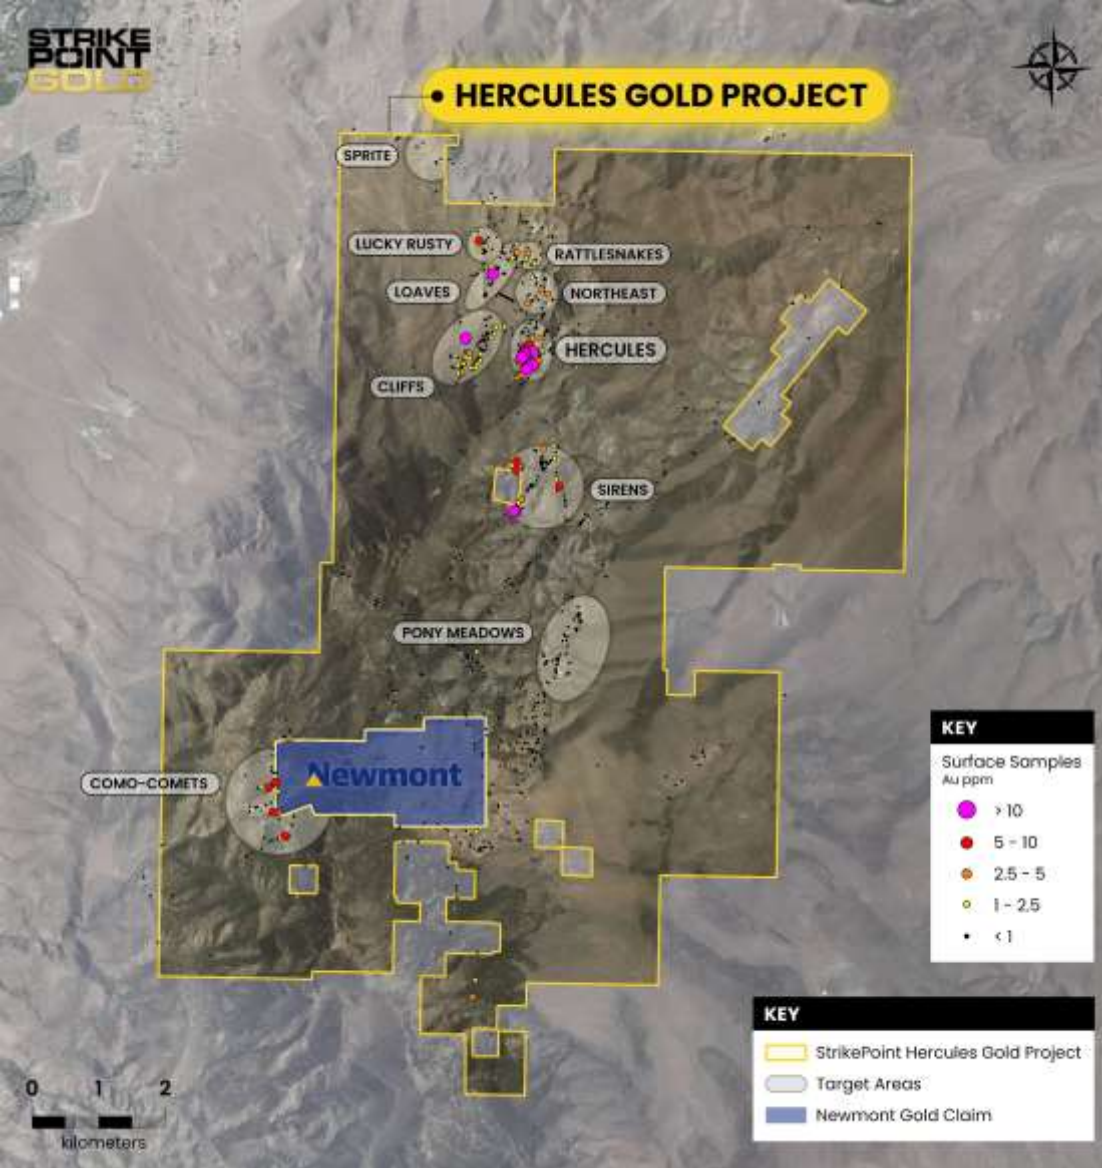 STRIKE
POINT
GOLD
HERCULES GOLD PROJECT
SPRITE
LUCKY RUSTY
RATTLESNAKES
LOAVES
NORTHEAST
HERCULES
CLIFFS
SIRENS
PONY MEADOWS
Newmont
COMO-COMETS
KEY
Surface Samples
Au ppm
> 10
5 - 10
2.5 - 5
1 - 2.5
< 1
KEY
StrikePoint Hercules Gold Project
Target Areas
Newmont Gold Claim
0 1 2
kilometers